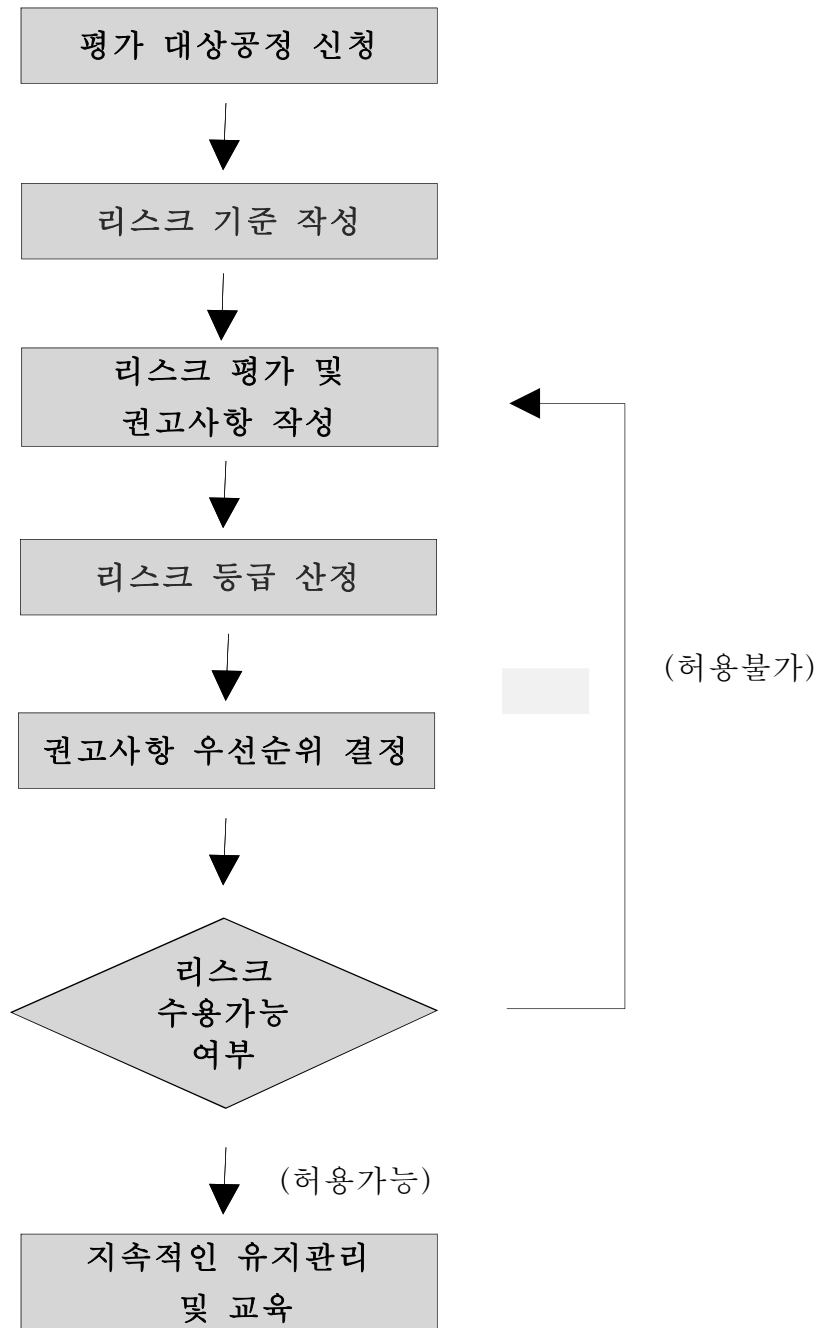 평가 대상공정 신청
리스크 기준 작성
리스크 평가 및
권고사항 작성
리스크 등급 산정
(허용불가)
권고사항 우선순위 결정
리스크
수용가능
여부
(허용가능)
지속적인 유지관리
및 교육